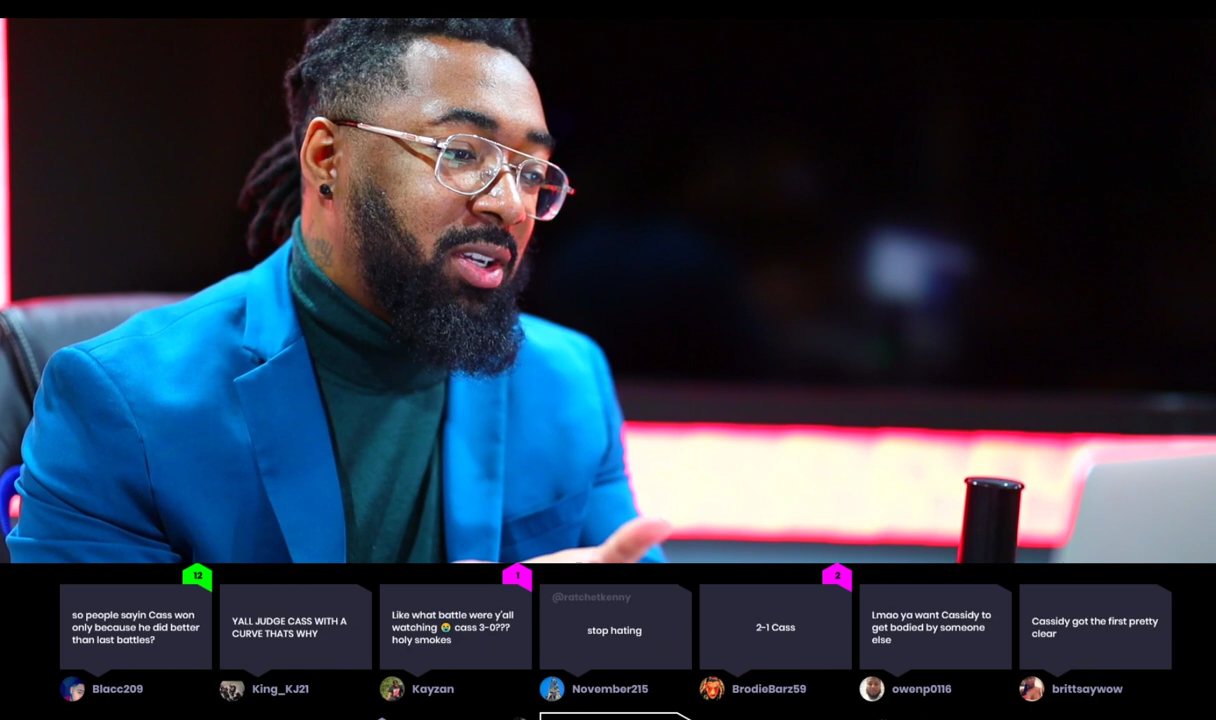 12
so people sayin Cass won
only because he did better
than last battles?
Blacc209
YALL JUDGE CASS WITH A
CURVE THATS WHY
King_KJ21
1
Like what battle were y'all
watching 😭 cass 3-0???
holy smokes
Kayzan
@ratchetkenny
stop hating
November215
2
2-1 Cass
BrodieBarz59
Lmao ya want Cassidy to
get bodied by someone
else
owenp0116
Cassidy got the first pretty
clear
brittsaywow